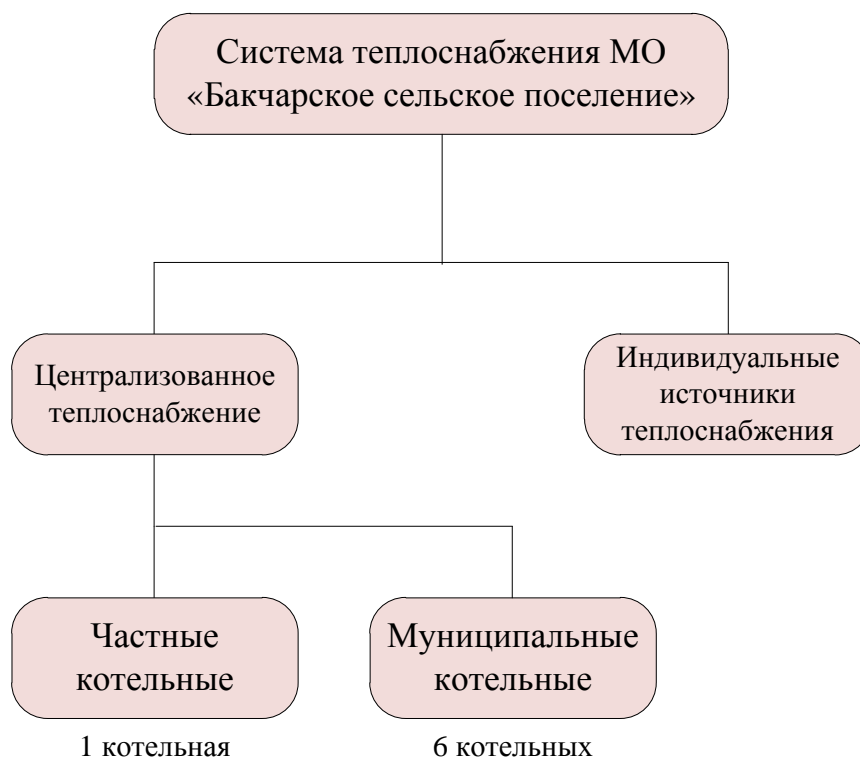 Система теплоснабжения МО
«Бакчарское сельское поселение»
Централизованное
теплоснабжение
Индивидуальные
источники
теплоснабжения
Частные
котельные
Муниципальные
котельные
1 котельная
6 котельных